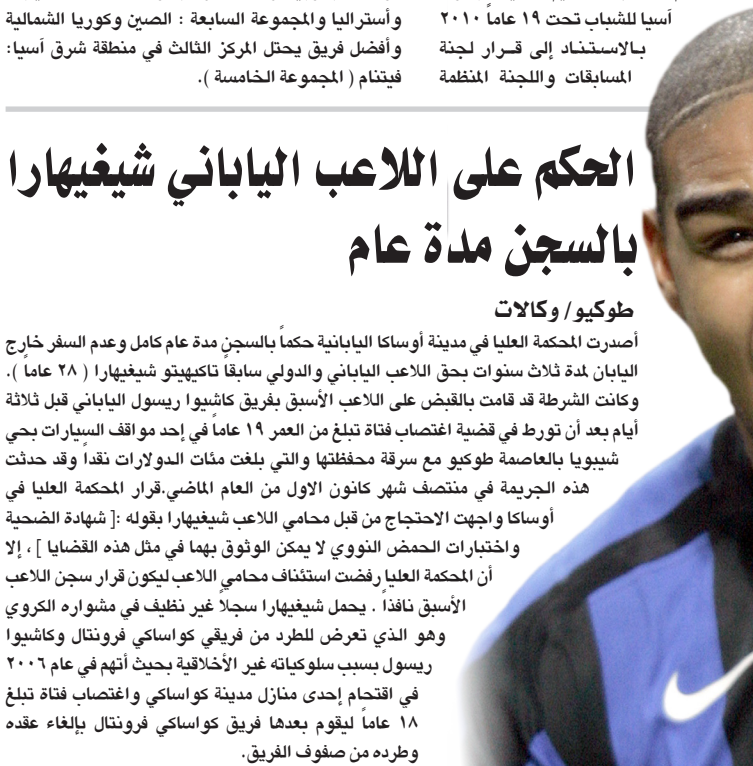 آسيا للشباب تحت ١٩ عاماً ٢٠١٠
بالاستناد إلى قرار لجنة
المسابقات واللجنة المنظمة
وأستراليا والمجموعة السابعة : الصين وكوريا الشمالية
وأفضل فريق يحتل المركز الثالث في منطقة شرق آسيا:
فيتنام ( المجموعة الخامسة ).
الحكم على اللاعب الياباني شيغيهارا
بالسجن مدة عام
طوكيو/ وكالات
أصدرت المحكمة العليا في مدينة أوساكا اليابانية حكماً بالسجن مدة عام كامل وعدم السفر خارج
اليابان لمدة ثلاث سنوات بحق اللاعب الياباني والدولي سابقاً تاكيهيتو شيغيهارا ( ٢٨ عاماً ).
وكانت الشرطة قد قامت بالقبض على اللاعب الأسبق بفريق كاشيوا ريسول الياباني قبل ثلاثة
أيام بعد أن تورط في قضية اغتصاب فتاة تبلغ من العمر ١٩ عاماً في إحد مواقف السيارات بحي
شيبويا بالعاصمة طوكيو مع سرقة محفظتها والتي بلغت مئات الدولارات نقداً وقد حدثت
هذه الجريمة في منتصف شهر كانون الاول من العام الماضي.قرار المحكمة العليا في
أوساكا واجهت الاحتجاج من قبل محامي اللاعب شيغيهارا بقوله :[ شهادة الضحية
واختبارات الحمض النووي لا يمكن الوثوق بهما في مثل هذه القضايا ] ، إلا
أن المحكمة العليا رفضت استئناف محامي اللاعب ليكون قرار سجن اللاعب
الأسبق نافذاً . يحمل شيغيهارا سجلاً غير نظيف في مشواره الكروي
وهو الذي تعرض للطرد من فريقي كواساكي فرونتال وكاشيوا
ريسول بسبب سلوكياته غير الأخلاقية بحيث أتهم في عام ٢٠٠٦
في اقتحام إحدى منازل مدينة كواساكي واغتصاب فتاة تبلغ
١٨ عاماً ليقوم بعدها فريق كواساكي فرونتال بإلغاء عقده
وطرده من صفوف الفريق.